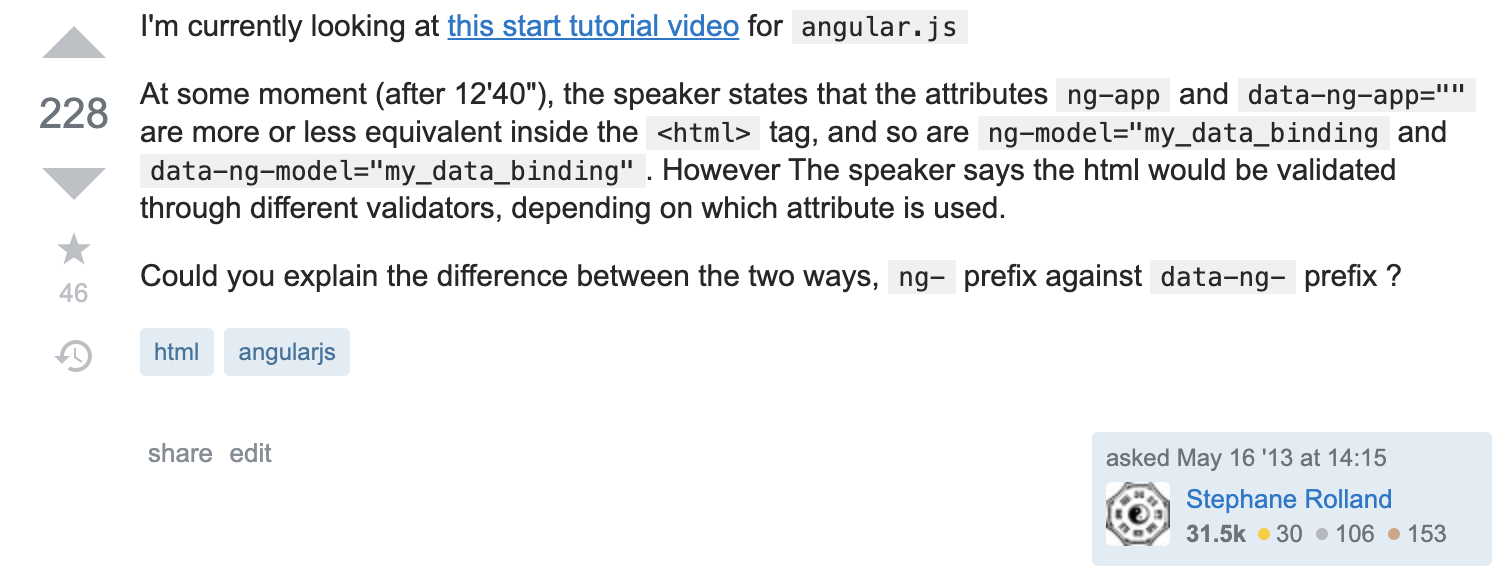 I'm currently looking at this start tutorial video for angular.js
At some moment (after 12'40"), the speaker states that the attributes ng-app and data-ng-app=""
228
are more or less equivalent inside the <html> tag, and so are ng-model="my_data_binding and
data-ng-model="my_data_binding". However The speaker says the html would be validated
through different validators, depending on which attribute is used.
Could you explain the difference between the two ways, ng- prefix against data-ng- prefix ?
46
html angularjs
share edit
asked May 16 '13 at 14:15
Stephane Rolland
31.5k 30 106 153